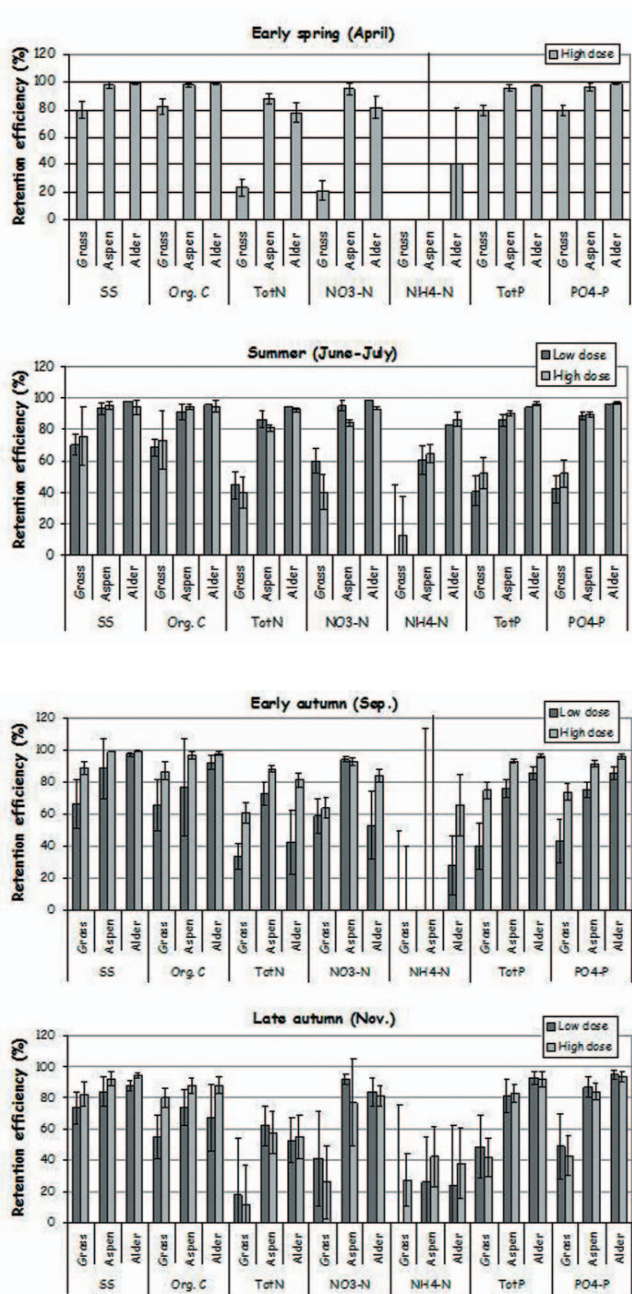 Early spring (April)
Retention efficiency (%)
120
100
80
60
40
20
0
High dose
Grass Aspen Alder Grass Aspen Alder Grass Aspen Alder Grass Aspen Alder Grass Aspen Alder Grass Aspen Alder Grass Aspen Alder
SS Org. C TotN NO3-N NH4-N TotP PO4-P
Summer (June-July)
Retention efficiency (%)
120
100
80
60
40
20
0
Low dose
High dose
Grass Aspen Alder Grass Aspen Alder Grass Aspen Alder Grass Aspen Alder Grass Aspen Alder Grass Aspen Alder Grass Aspen Alder
SS Org. C TotN NO3-N NH4-N TotP PO4-P
Early autumn (Sep.)
Retention efficiency (%)
120
100
80
60
40
20
0
Low dose
High dose
Grass Aspen Alder Grass Aspen Alder Grass Aspen Alder Grass Aspen Alder Grass Aspen Alder Grass Aspen Alder Grass Aspen Alder
SS Org. C TotN NO3-N NH4-N TotP PO4-P
Late autumn (Nov.)
Retention efficiency (%)
120
100
80
60
40
20
0
Low dose
High dose
Grass Aspen Alder Grass Aspen Alder Grass Aspen Alder Grass Aspen Alder Grass Aspen Alder Grass Aspen Alder Grass Aspen Alder
SS Org. C TotN NO3-N NH4-N TotP PO4-P